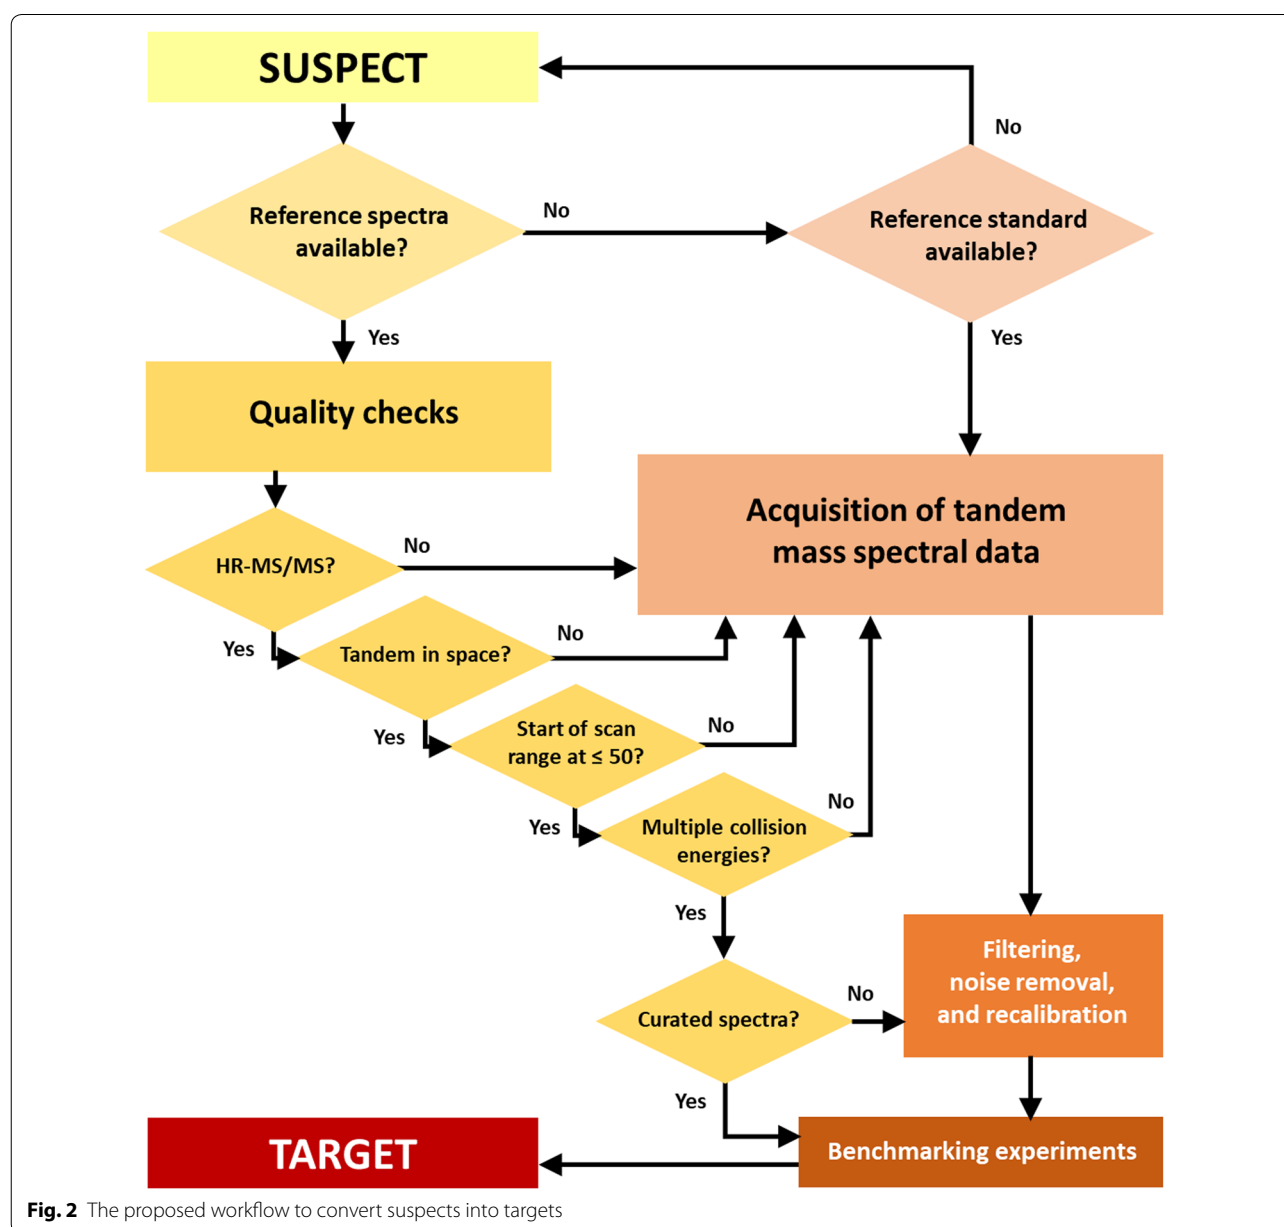 SUSPECT
No
Reference spectra
available?
No
Reference standard
available?
Yes
Yes
Quality checks
Acquisition of tandem
mass spectral data
HR-MS/MS?
No
Yes
Tandem in space?
No
Yes
Start of scan
range at ≤ 50?
No
Yes
Multiple collision
energies?
No
Yes
Filtering,
noise removal,
and recalibration
Curated spectra?
No
Yes
Benchmarking experiments
TARGET
Fig. 2 The proposed workflow to convert suspects into targets